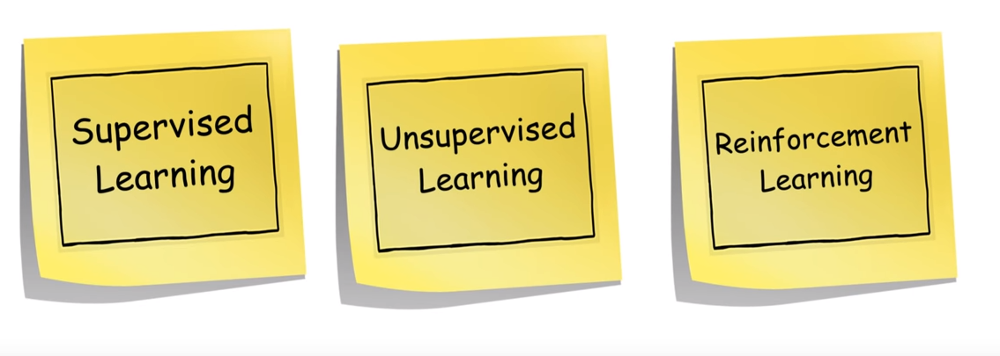 Supervised
Learning
Unsupervised
Learning
Reinforcement
Learning